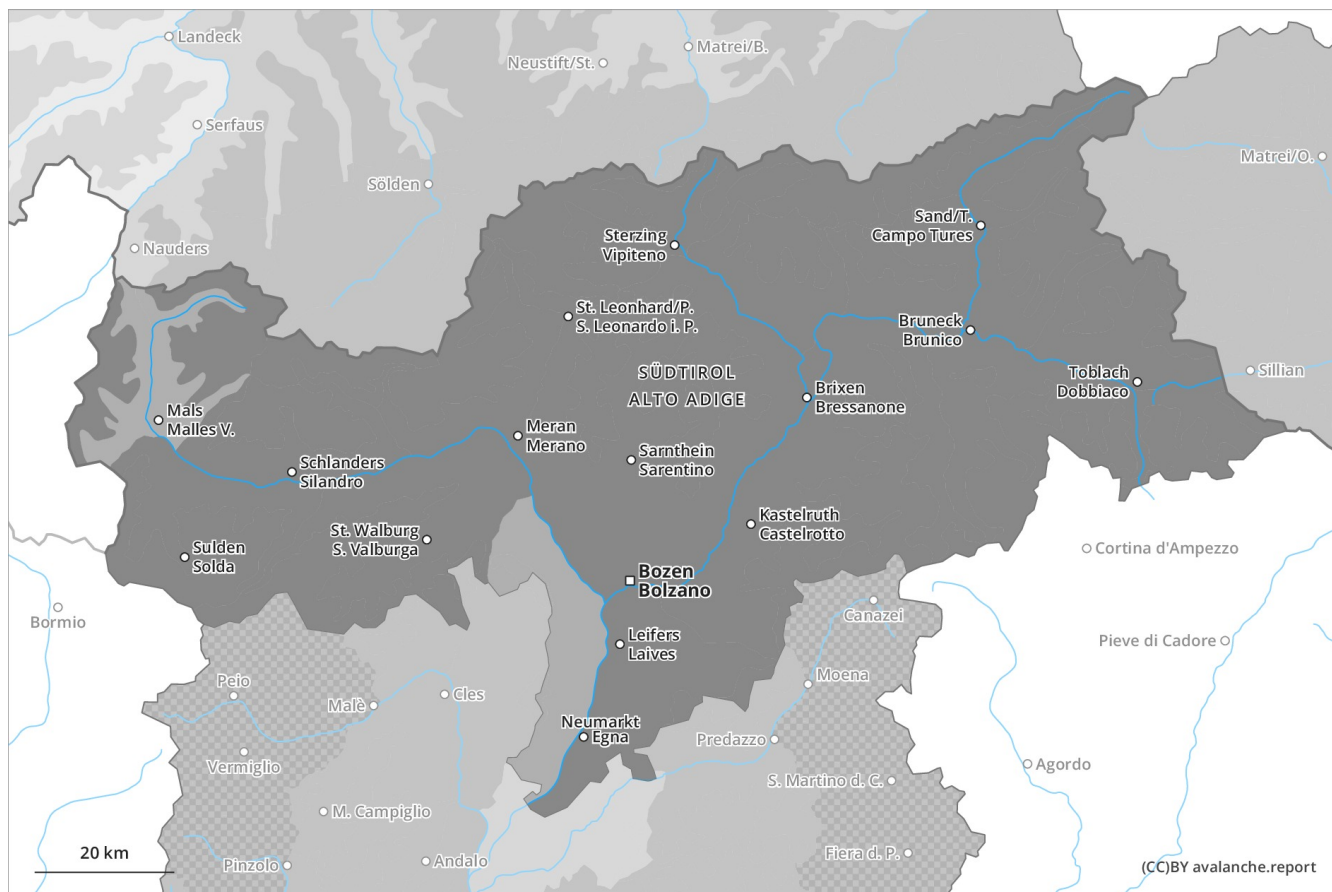 Landeck
Matrei/B.
Neustift/St.
Serfaus
Matrei/O.
Sölden
Sand/T.
Campo Tures
Sterzing
Vipiteno
Nauders
St. Leonhard/P.
S. Leonardo i. P.
Bruneck
Brunico
SÜDTIROL
ALTO ADIGE
Toblach
Dobbiaco
Sillian
Brixen
Bressanone
Mals
Malles V.
Meran
Merano
Sarnthein
Sarentino
Schlanders
Silandro
Kastelruth
Castelrotto
St. Walburg
S. Valburga
Sulden
Solda
Cortina d'Ampezzo
Bozen
Bolzano
Bormio
Canazei
Leifers
Laives
Pieve di Cadore
Peio
Moena
Malè
Cles
Neumarkt
Egna
Predazzo
Vermiglio
Agordo
S. Martino d. C.
M. Campiglio
20 km
Pinzolo
Andalo
Fiera d. P.
(CC)BY avalanche.report